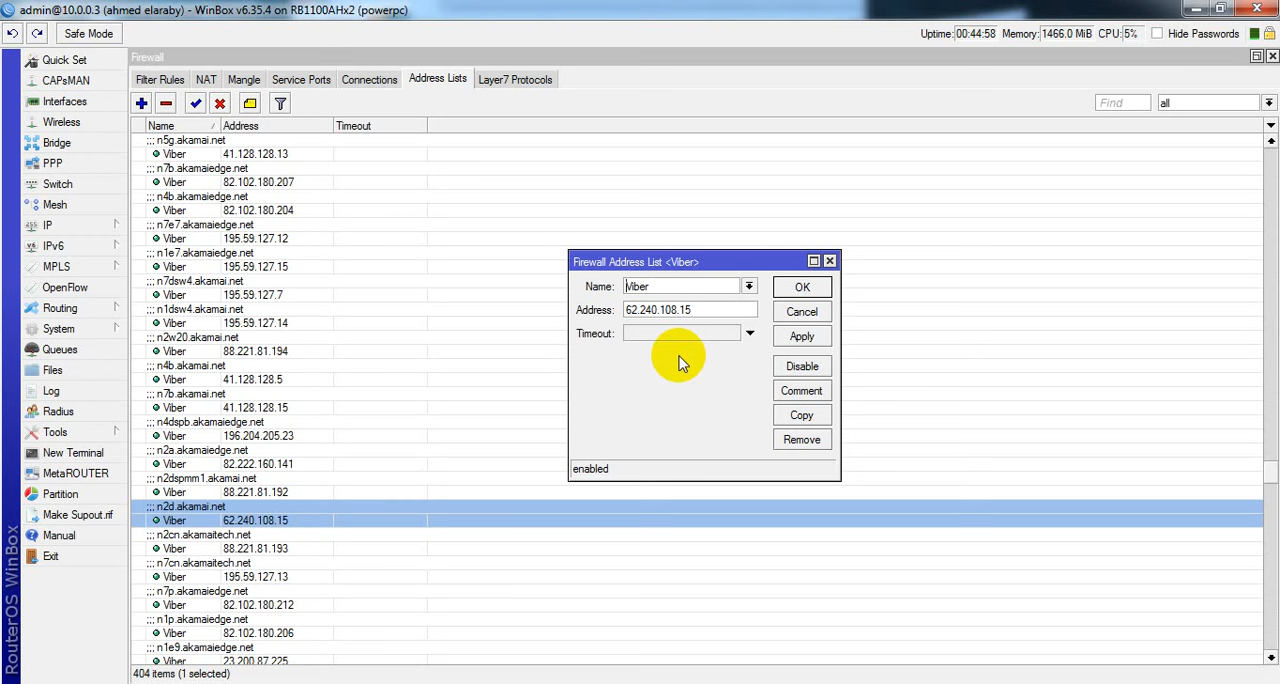 admin@10.0.0.3 (ahmed elaraby) - WinBox v6.35.4 on RB1100AHx2 (powerpc)
Safe Mode
Uptime: 00:44:58 Memory: 1466.0 MiB CPU: 5% Hide Passwords
Quick Set
CAPsMAN
Interfaces
Wireless
Bridge
PPP
Switch
Mesh
IP
IPv6
MPLS
OpenFlow
Routing
System
Queues
Files
Log
Radius
Tools
New Terminal
MetaROUTER
Partition
Make Supout.rif
Manual
Exit
RouterOS WinBox
Firewall
Filter Rules NAT Mangle Service Ports Connections Address Lists Layer7 Protocols
Find all
Name / Address Timeout
;;; n5g.akamai.net
Viber 41.128.128.13
;;; n7b.akamaiedge.net
Viber 82.102.180.207
;;; n4b.akamaiedge.net
Viber 82.102.180.204
;;; n7e7.akamaiedge.net
Viber 195.59.127.12
;;; n1e7.akamaiedge.net
Viber 195.59.127.15
;;; n7dsw4.akamaiedge.net
Viber 195.59.127.7
;;; n1dsw4.akamaiedge.net
Viber 195.59.127.14
;;; n2w20.akamai.net
Viber 88.221.81.194
;;; n4b.akamai.net
Viber 41.128.128.5
;;; n7b.akamai.net
Viber 41.128.128.15
;;; n4dspb.akamaiedge.net
Viber 196.204.205.23
;;; n2a.akamaiedge.net
Viber 82.222.160.141
;;; n2dspmm1.akamai.net
Viber 88.221.81.192
;;; n2d.akamai.net
Viber 62.240.108.15
;;; n2cn.akamaitech.net
Viber 88.221.81.193
;;; n7cn.akamaitech.net
Viber 195.59.127.13
;;; n7p.akamaiedge.net
Viber 82.102.180.212
;;; n1p.akamaiedge.net
Viber 82.102.180.206
;;; n1e9.akamaiedge.net
Viber 23.200.87.225
404 items (1 selected)
Firewall Address List <Viber>
Name: Viber
Address: 62.240.108.15
Timeout:
OK
Cancel
Apply
Disable
Comment
Copy
Remove
enabled